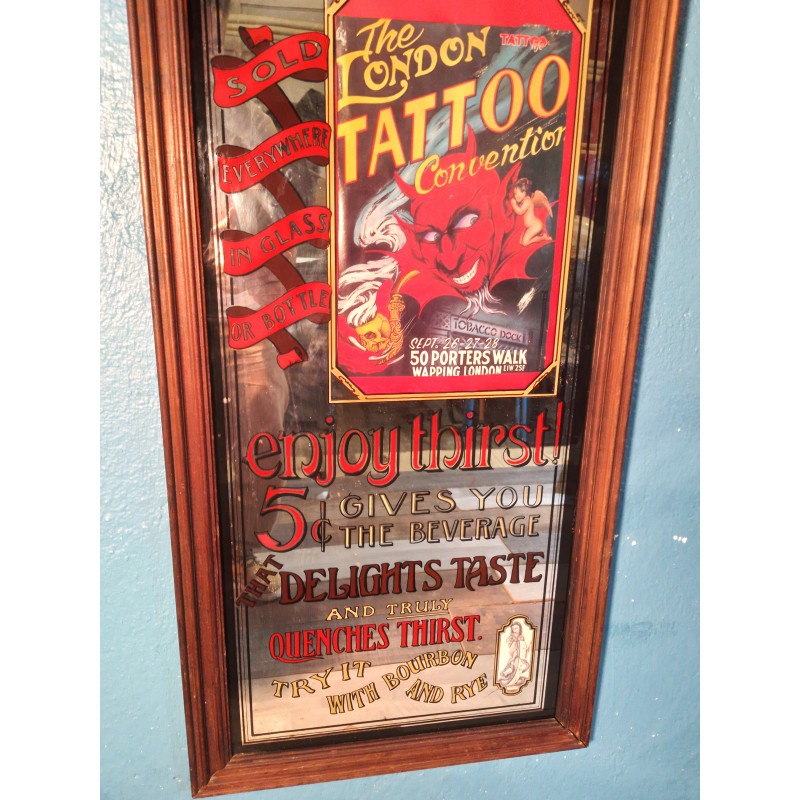 SOLD
EVERYWHERE
IN GLASS
OR BOTTLE
The
LONDON
TATTOO
TATTOO
Convention
TOBACCO DOCK
SEPT. 26-27-28
50 PORTERS WALK
WAPPING LONDON E1W 2SF
enjoy thirst!
5¢ GIVES YOU
THE BEVERAGE
THAT DELIGHTS TASTE
AND TRULY
QUENCHES THIRST.
TRY IT
WITH BOURBON
AND RYE